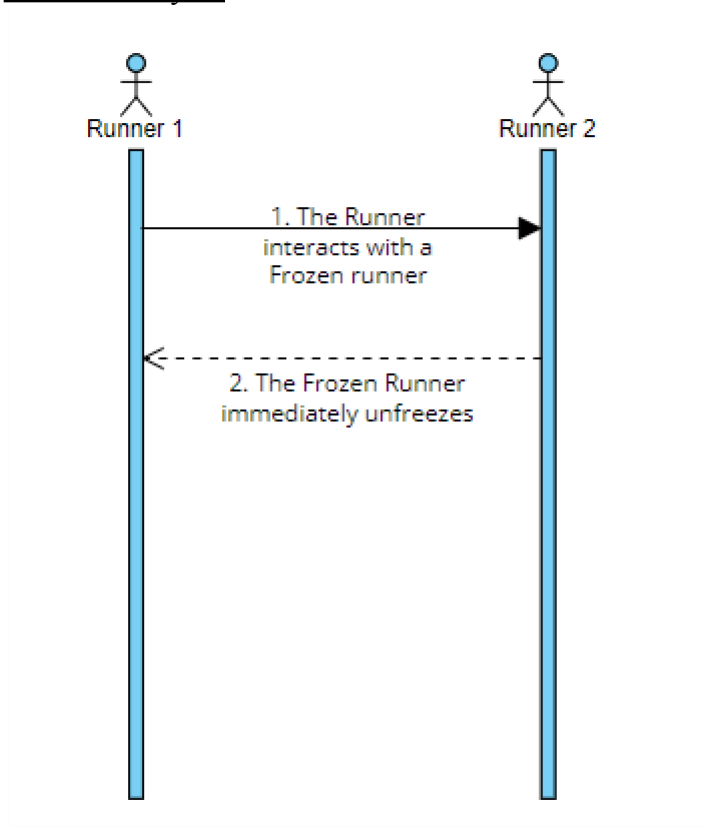 Runner 1
Runner 2
1. The Runner
interacts with a
Frozen runner
2. The Frozen Runner
immediately unfreezes